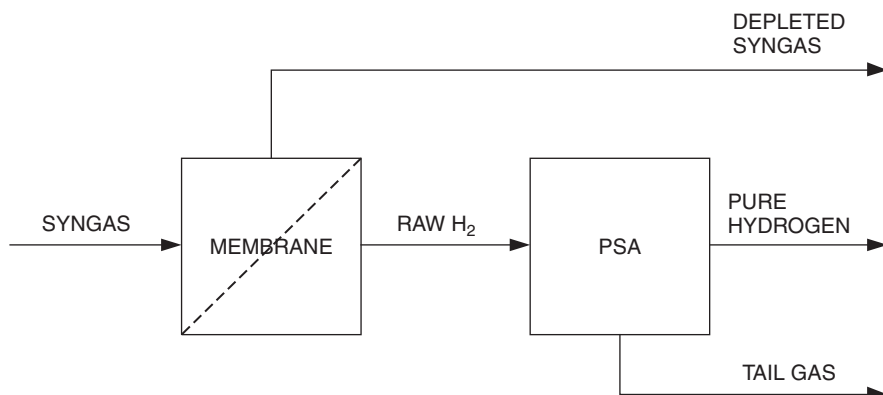 DEPLETED
SYNGAS
SYNGAS
MEMBRANE
RAW H₂
PSA
PURE
HYDROGEN
TAIL GAS